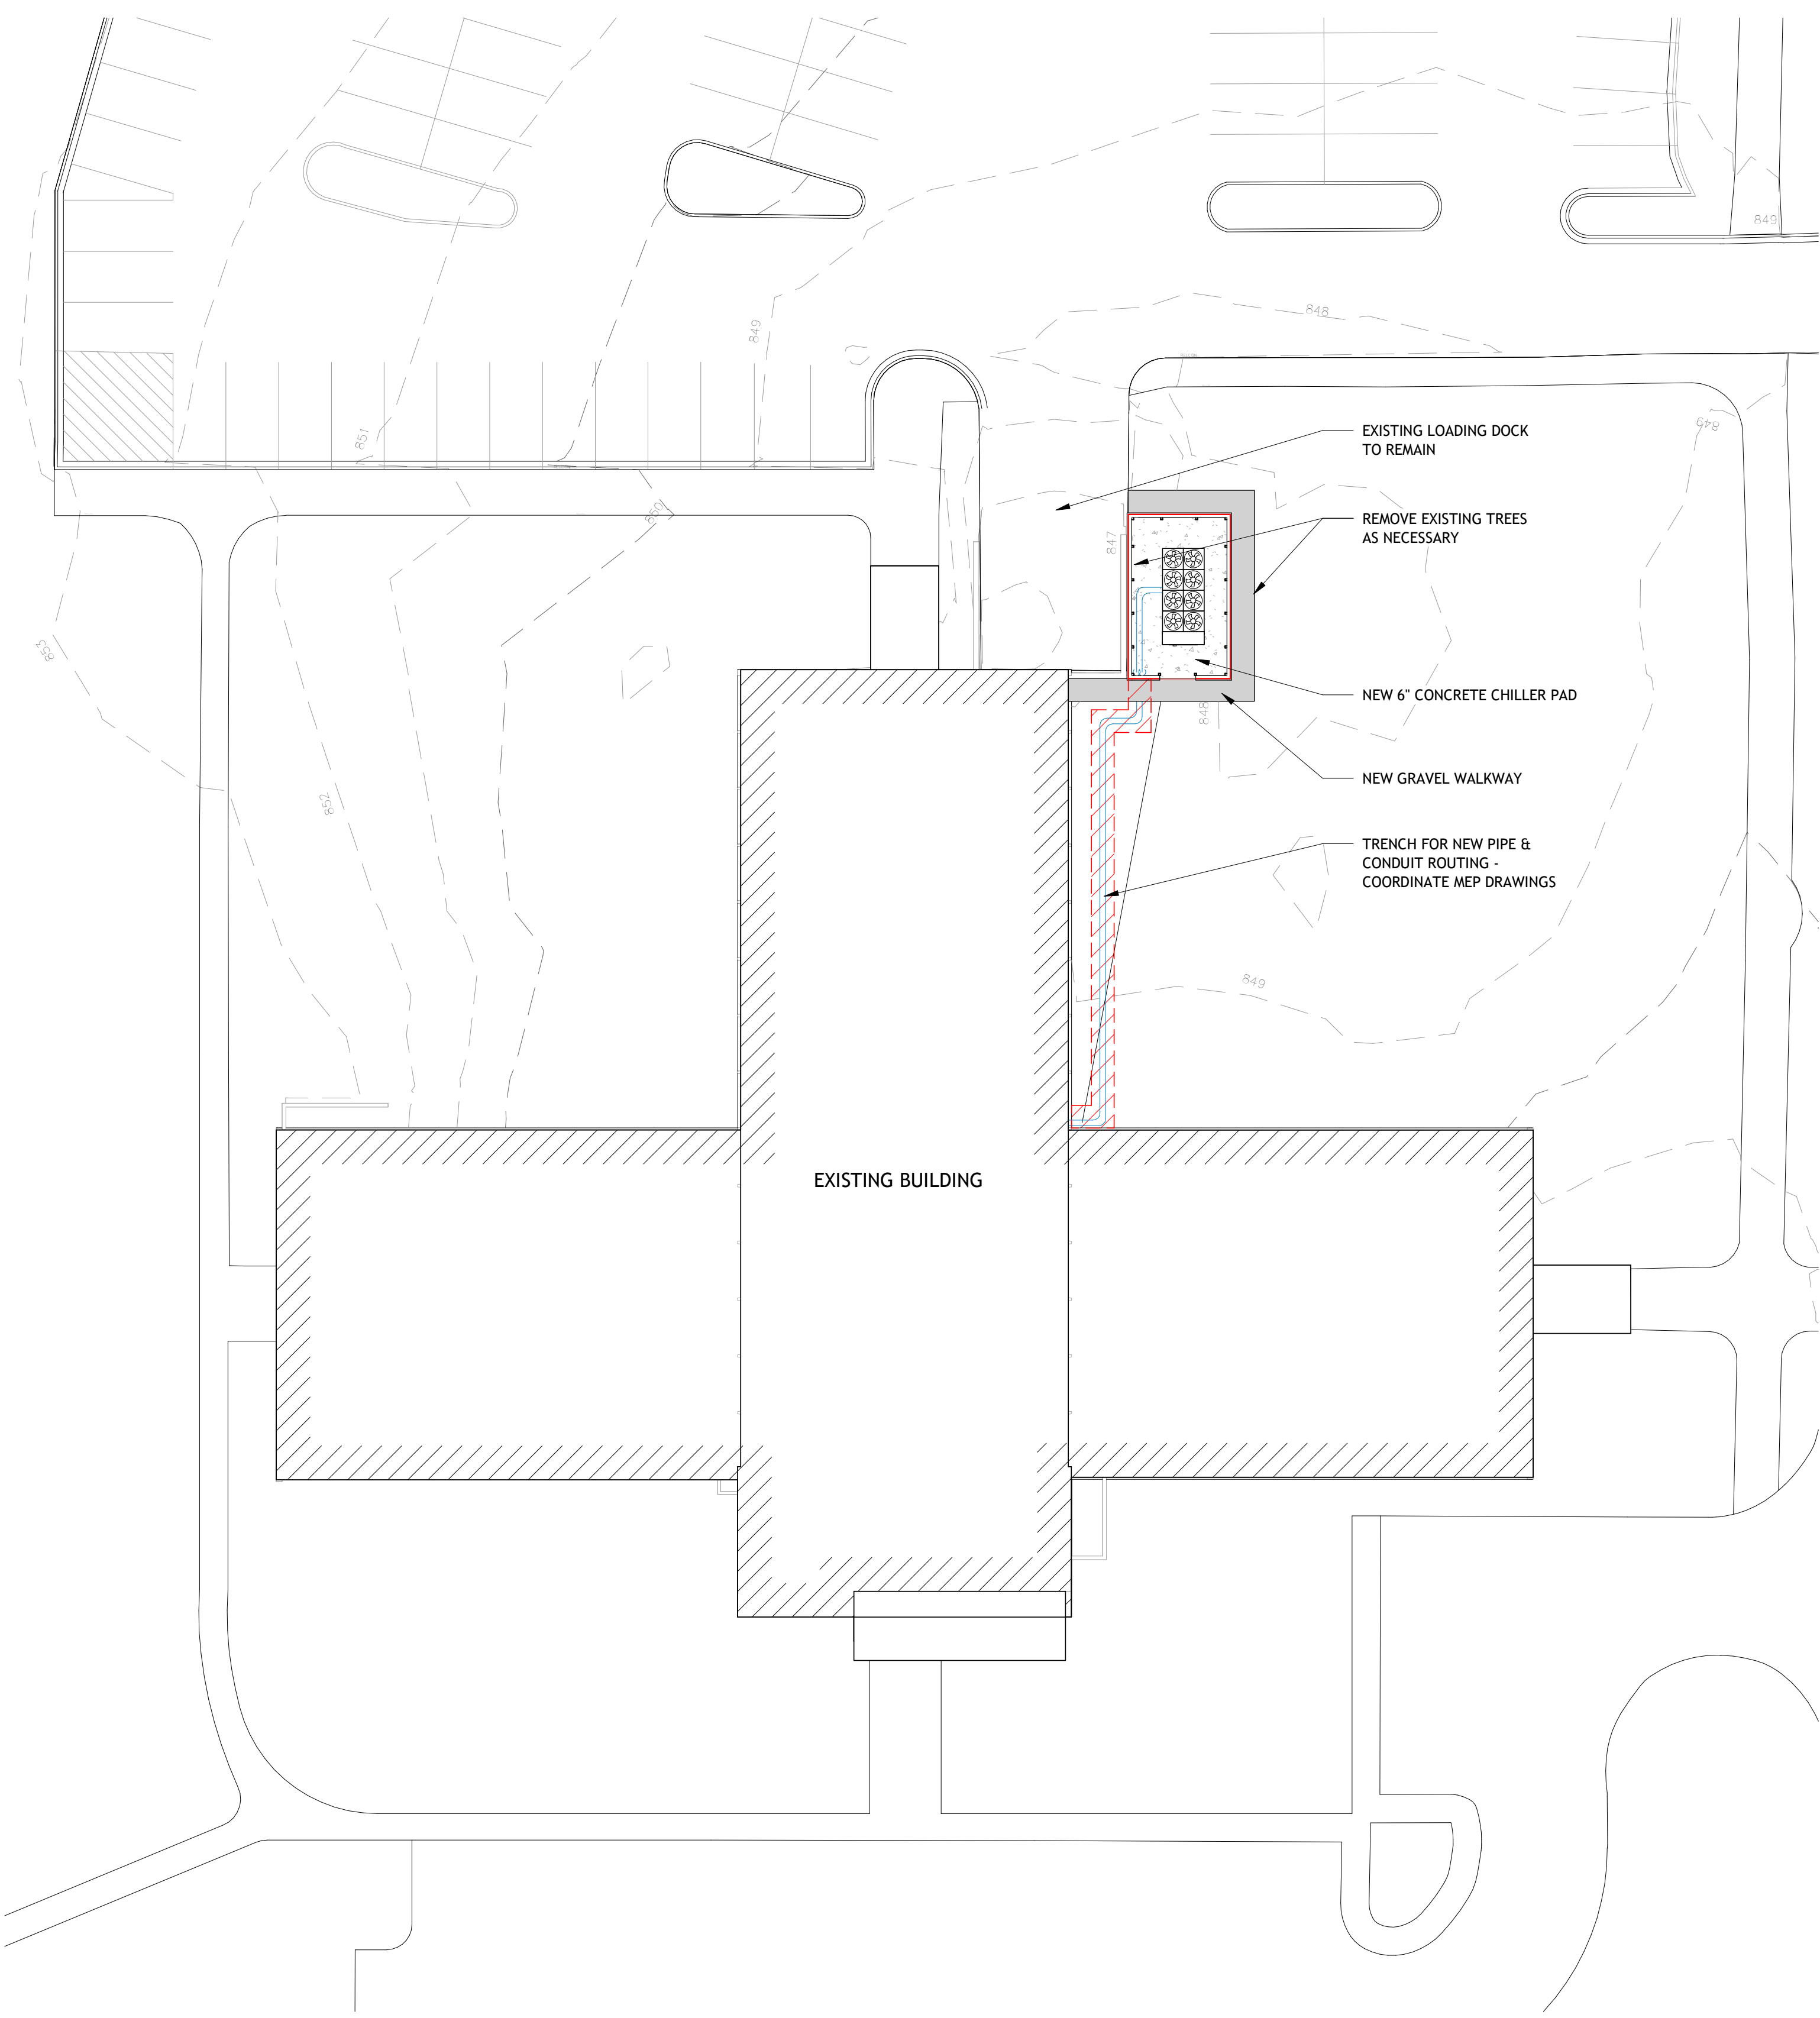 849
848
849
EXISTING LOADING DOCK
TO REMAIN
849
851
850
REMOVE EXISTING TREES
AS NECESSARY
847
853
NEW 6" CONCRETE CHILLER PAD
848
NEW GRAVEL WALKWAY
852
TRENCH FOR NEW PIPE &
CONDUIT ROUTING -
COORDINATE MEP DRAWINGS
849
EXISTING BUILDING